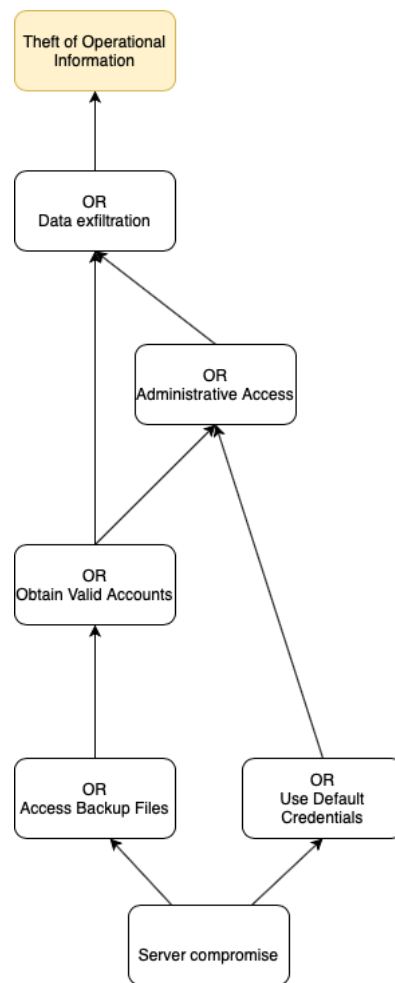 Theft of Operational
Information
OR
Data exfiltration
OR
Administrative Access
OR
Obtain Valid Accounts
OR
Access Backup Files
OR
Use Default
Credentials
Server compromise